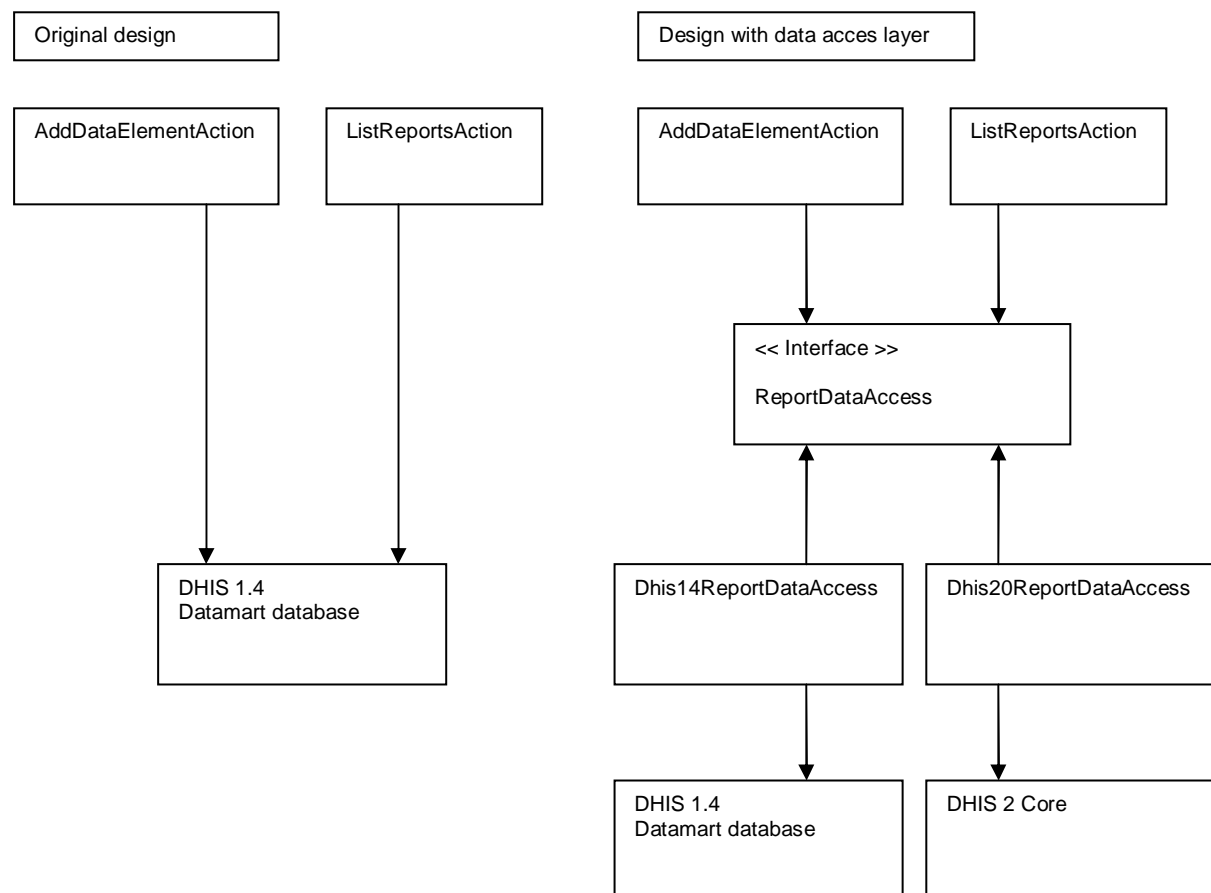 Original design
Design with data acces layer
AddDataElementAction
ListReportsAction
AddDataElementAction
ListReportsAction
<< Interface >>
ReportDataAccess
DHIS 1.4
Datamart database
Dhis14ReportDataAccess
Dhis20ReportDataAccess
DHIS 1.4
Datamart database
DHIS 2 Core